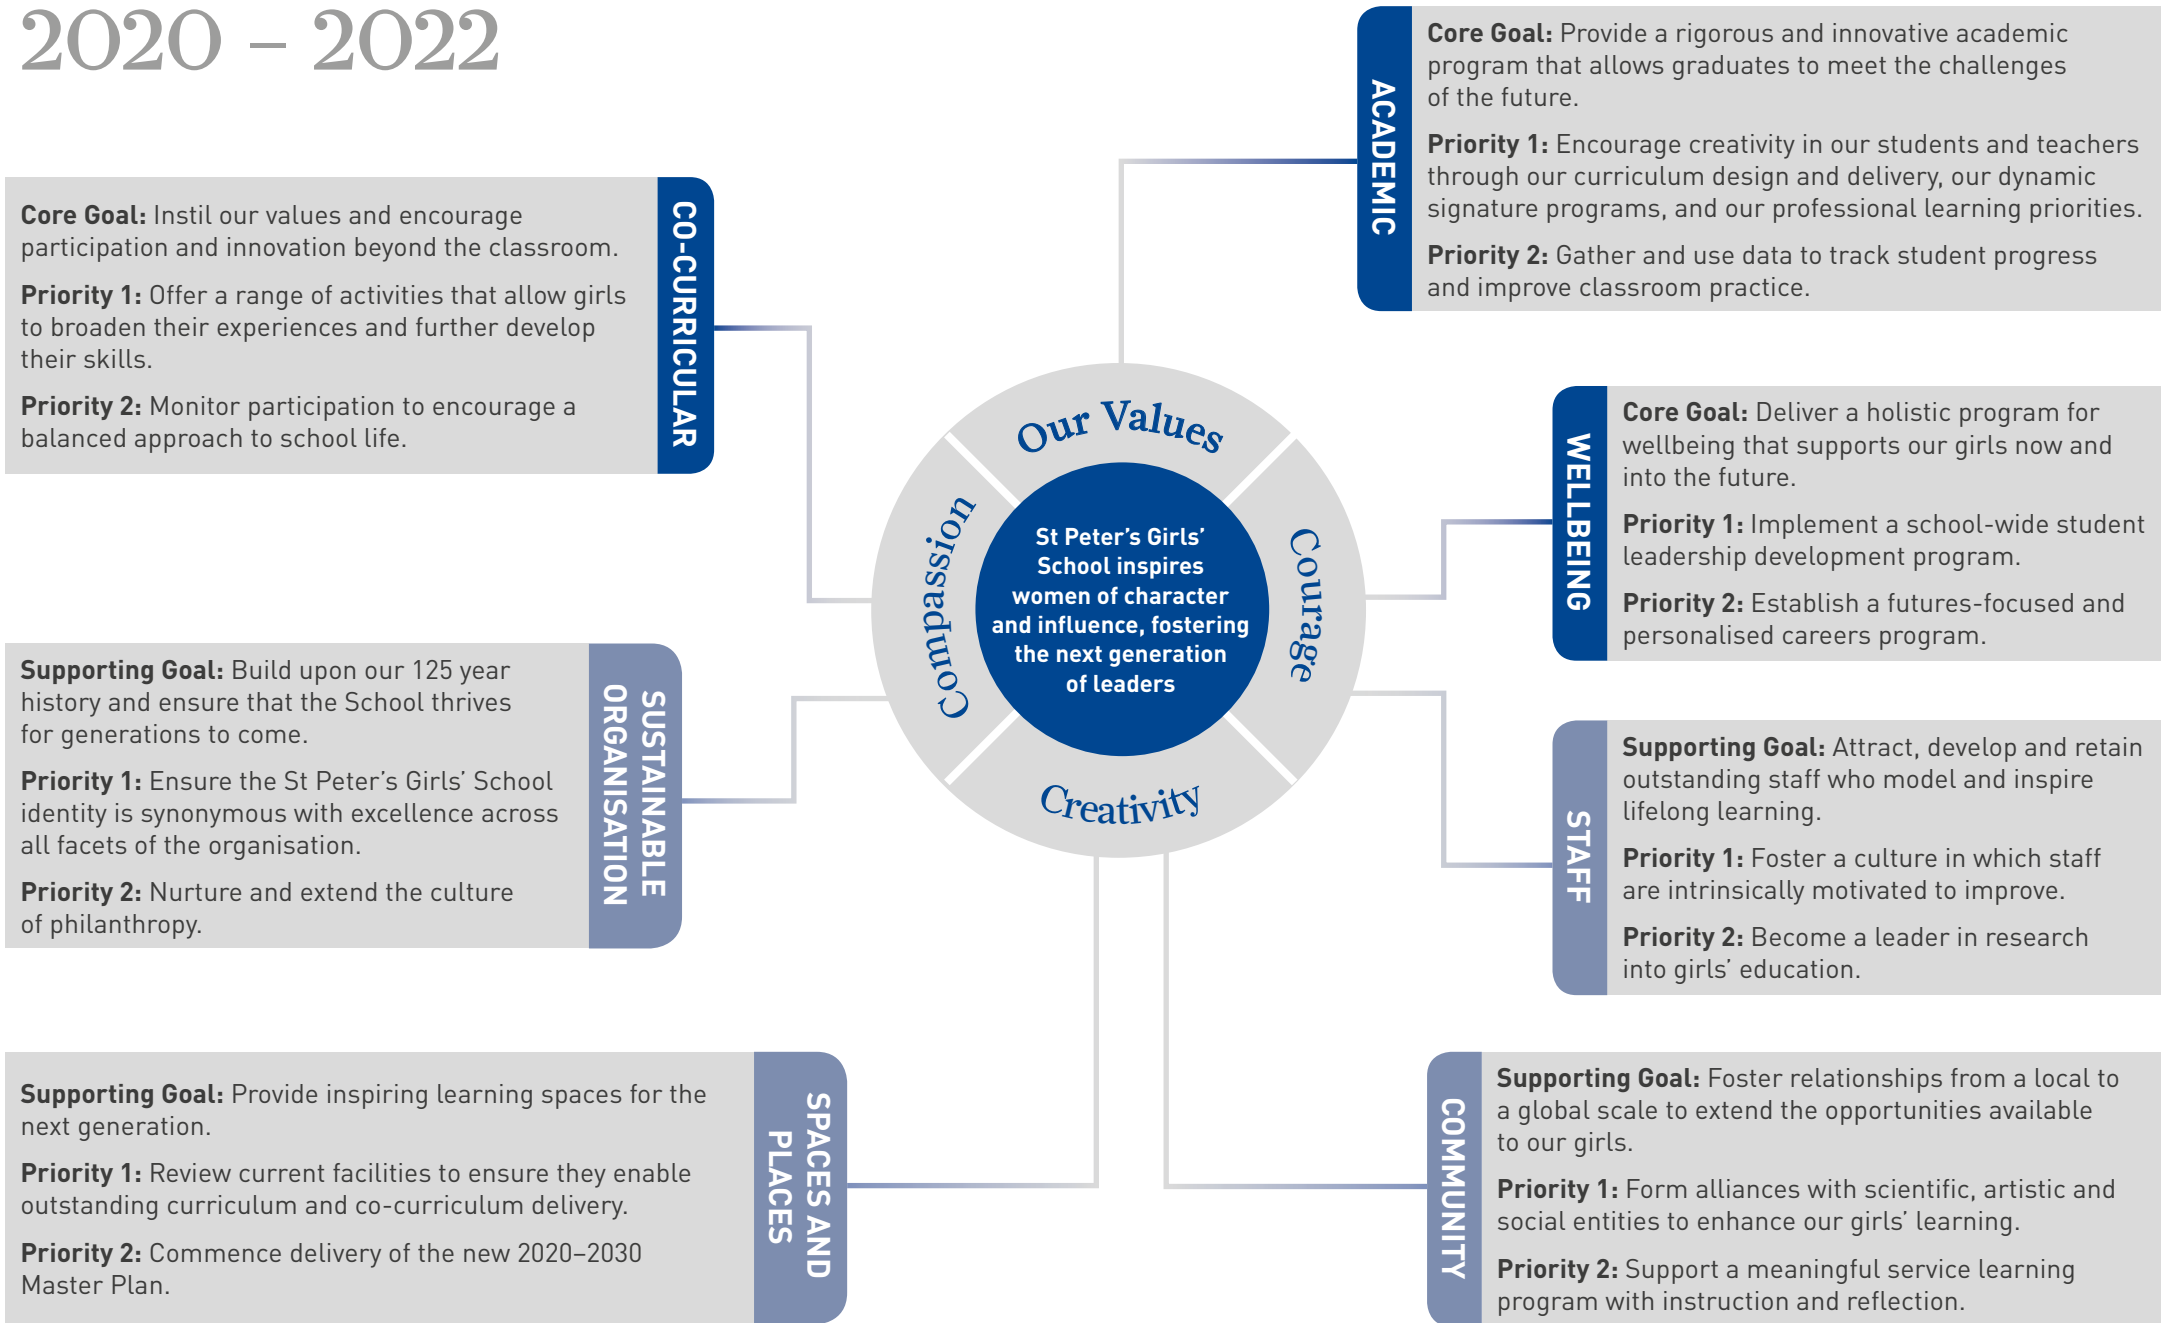 2020 – 2022
CO-CURRICULAR
Core Goal: Instil our values and encourage
participation and innovation beyond the classroom.
Priority 1: Offer a range of activities that allow girls
to broaden their experiences and further develop
their skills.
Priority 2: Monitor participation to encourage a
balanced approach to school life.
SUSTAINABLE
ORGANISATION
Supporting Goal: Build upon our 125 year
history and ensure that the School thrives
for generations to come.
Priority 1: Ensure the St Peter’s Girls’ School
identity is synonymous with excellence across
all facets of the organisation.
Priority 2: Nurture and extend the culture
of philanthropy.
SPACES AND
PLACES
Supporting Goal: Provide inspiring learning spaces for the
next generation.
Priority 1: Review current facilities to ensure they enable
outstanding curriculum and co-curriculum delivery.
Priority 2: Commence delivery of the new 2020–2030
Master Plan.
Our Values
Compassion
Courage
Creativity
St Peter’s Girls’
School inspires
women of character
and influence, fostering
the next generation
of leaders
ACADEMIC
Core Goal: Provide a rigorous and innovative academic
program that allows graduates to meet the challenges
of the future.
Priority 1: Encourage creativity in our students and teachers
through our curriculum design and delivery, our dynamic
signature programs, and our professional learning priorities.
Priority 2: Gather and use data to track student progress
and improve classroom practice.
WELLBEING
Core Goal: Deliver a holistic program for
wellbeing that supports our girls now and
into the future.
Priority 1: Implement a school-wide student
leadership development program.
Priority 2: Establish a futures-focused and
personalised careers program.
STAFF
Supporting Goal: Attract, develop and retain
outstanding staff who model and inspire
lifelong learning.
Priority 1: Foster a culture in which staff
are intrinsically motivated to improve.
Priority 2: Become a leader in research
into girls’ education.
COMMUNITY
Supporting Goal: Foster relationships from a local to
a global scale to extend the opportunities available
to our girls.
Priority 1: Form alliances with scientific, artistic and
social entities to enhance our girls’ learning.
Priority 2: Support a meaningful service learning
program with instruction and reflection.